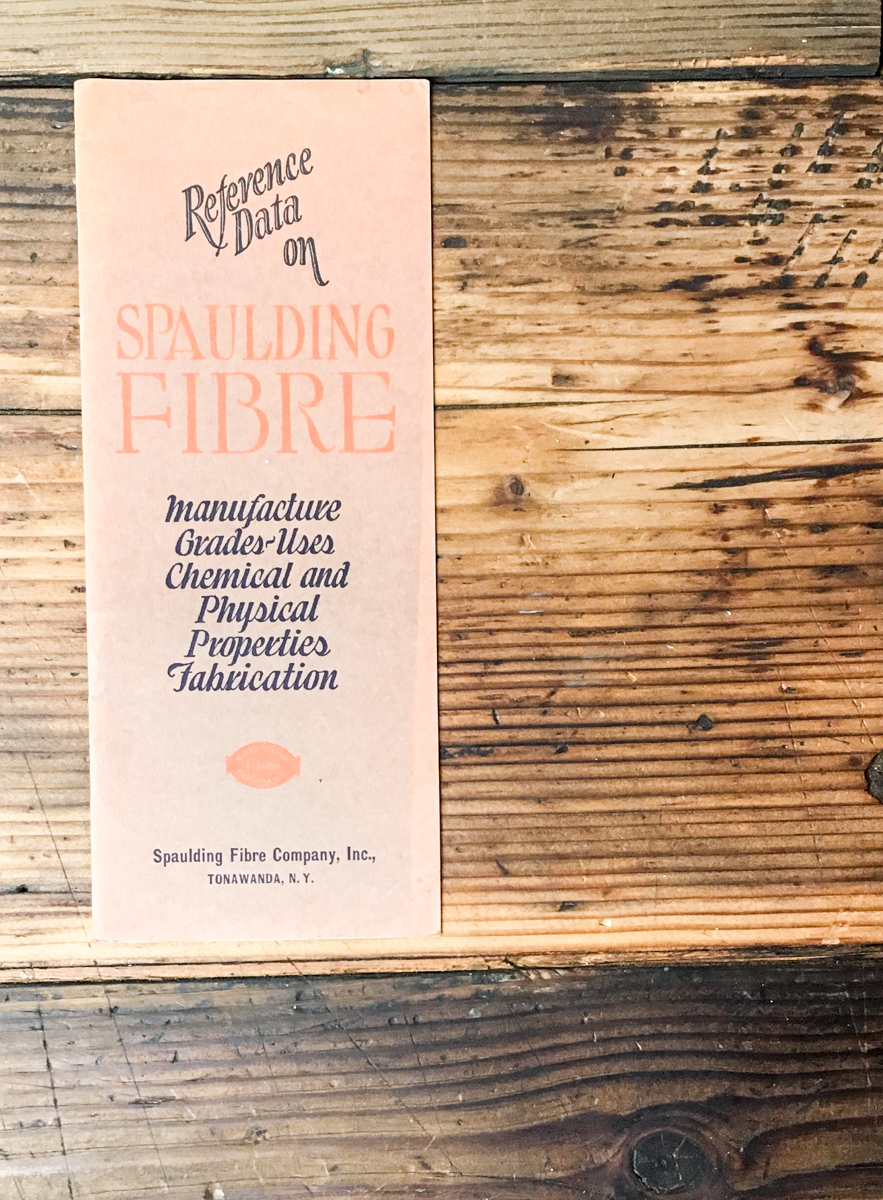 Reference
Data
on
SPAULDING
FIBRE
Manufacture
Grades-Uses
Chemical and
Physical
Properties
Fabrication
Spaulding Fibre Company, Inc.,
TONAWANDA, N. Y.